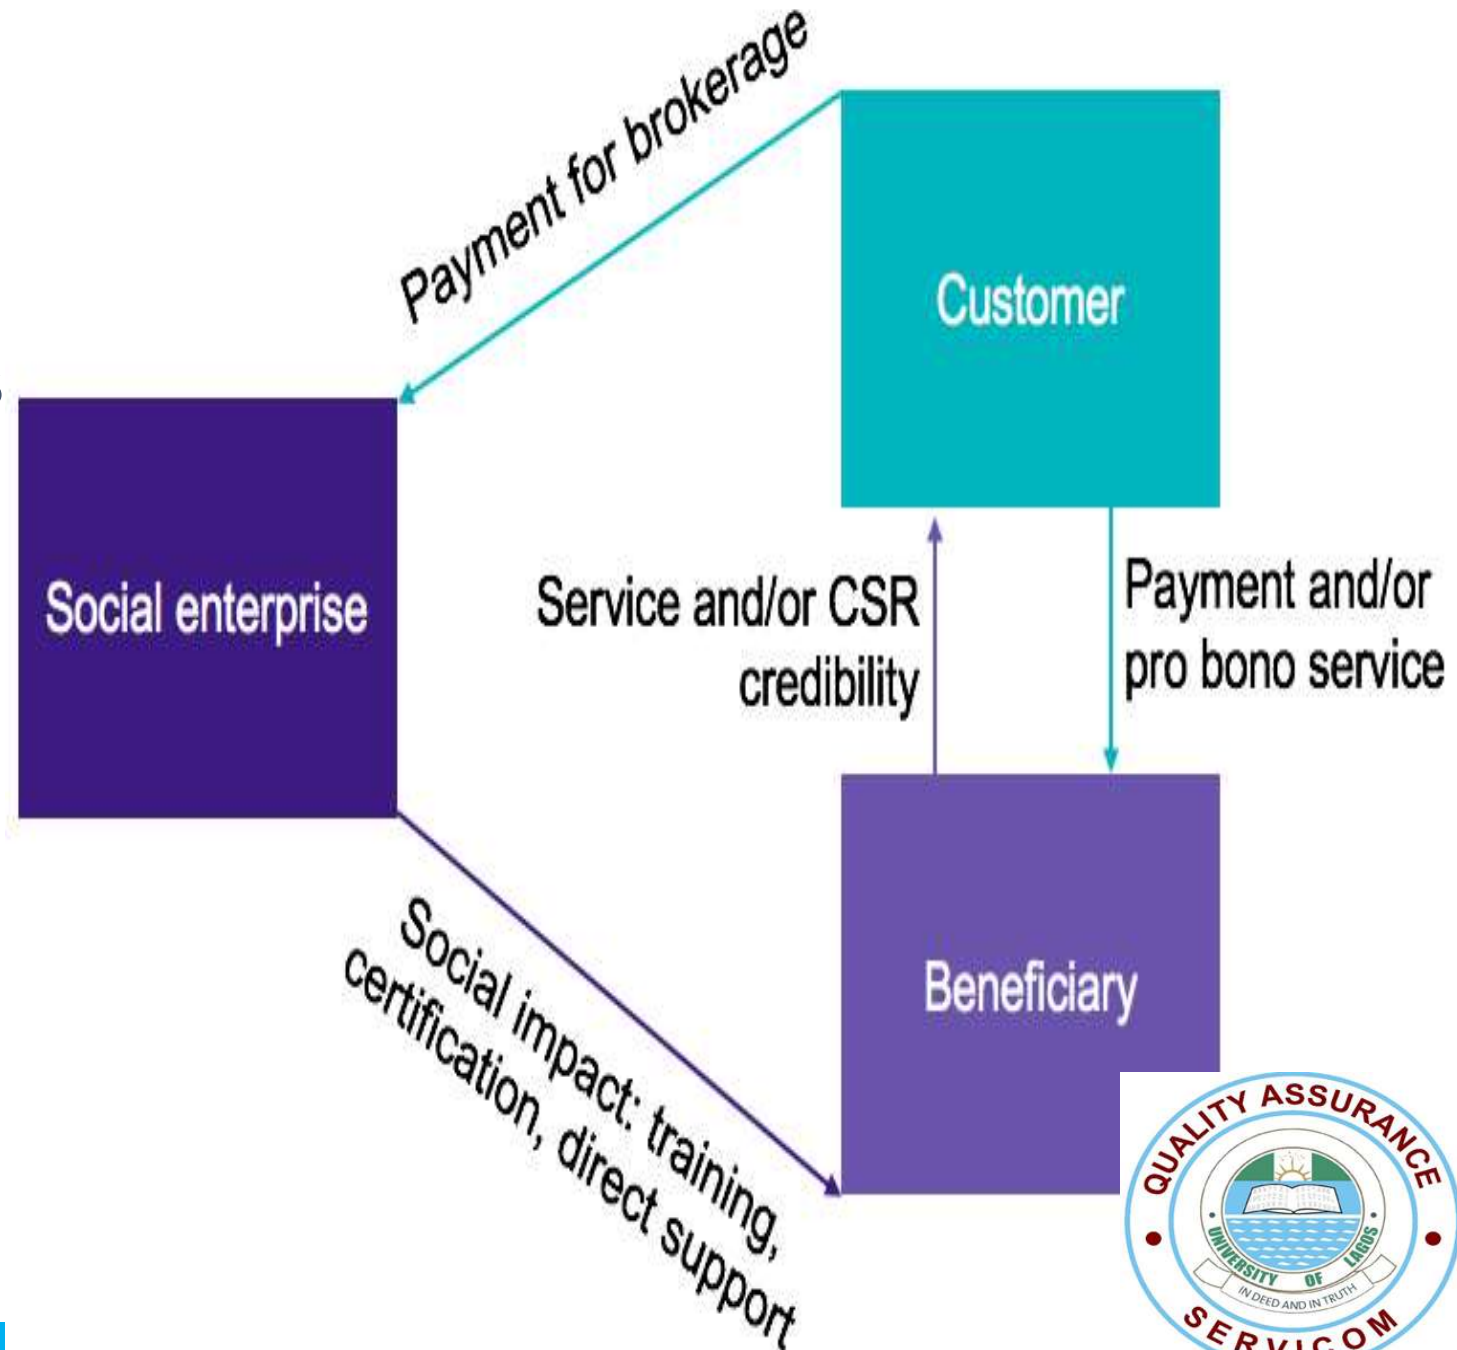 Payment for brokerage
Customer
Social enterprise
Service and/or CSR
credibility
Payment and/or
pro bono service
Social impact: training,
certification, direct support
Beneficiary
QUALITY ASSURANCE
UNIVERSITY OF LAGOS
IN DEED AND IN TRUTH
SERVICOM